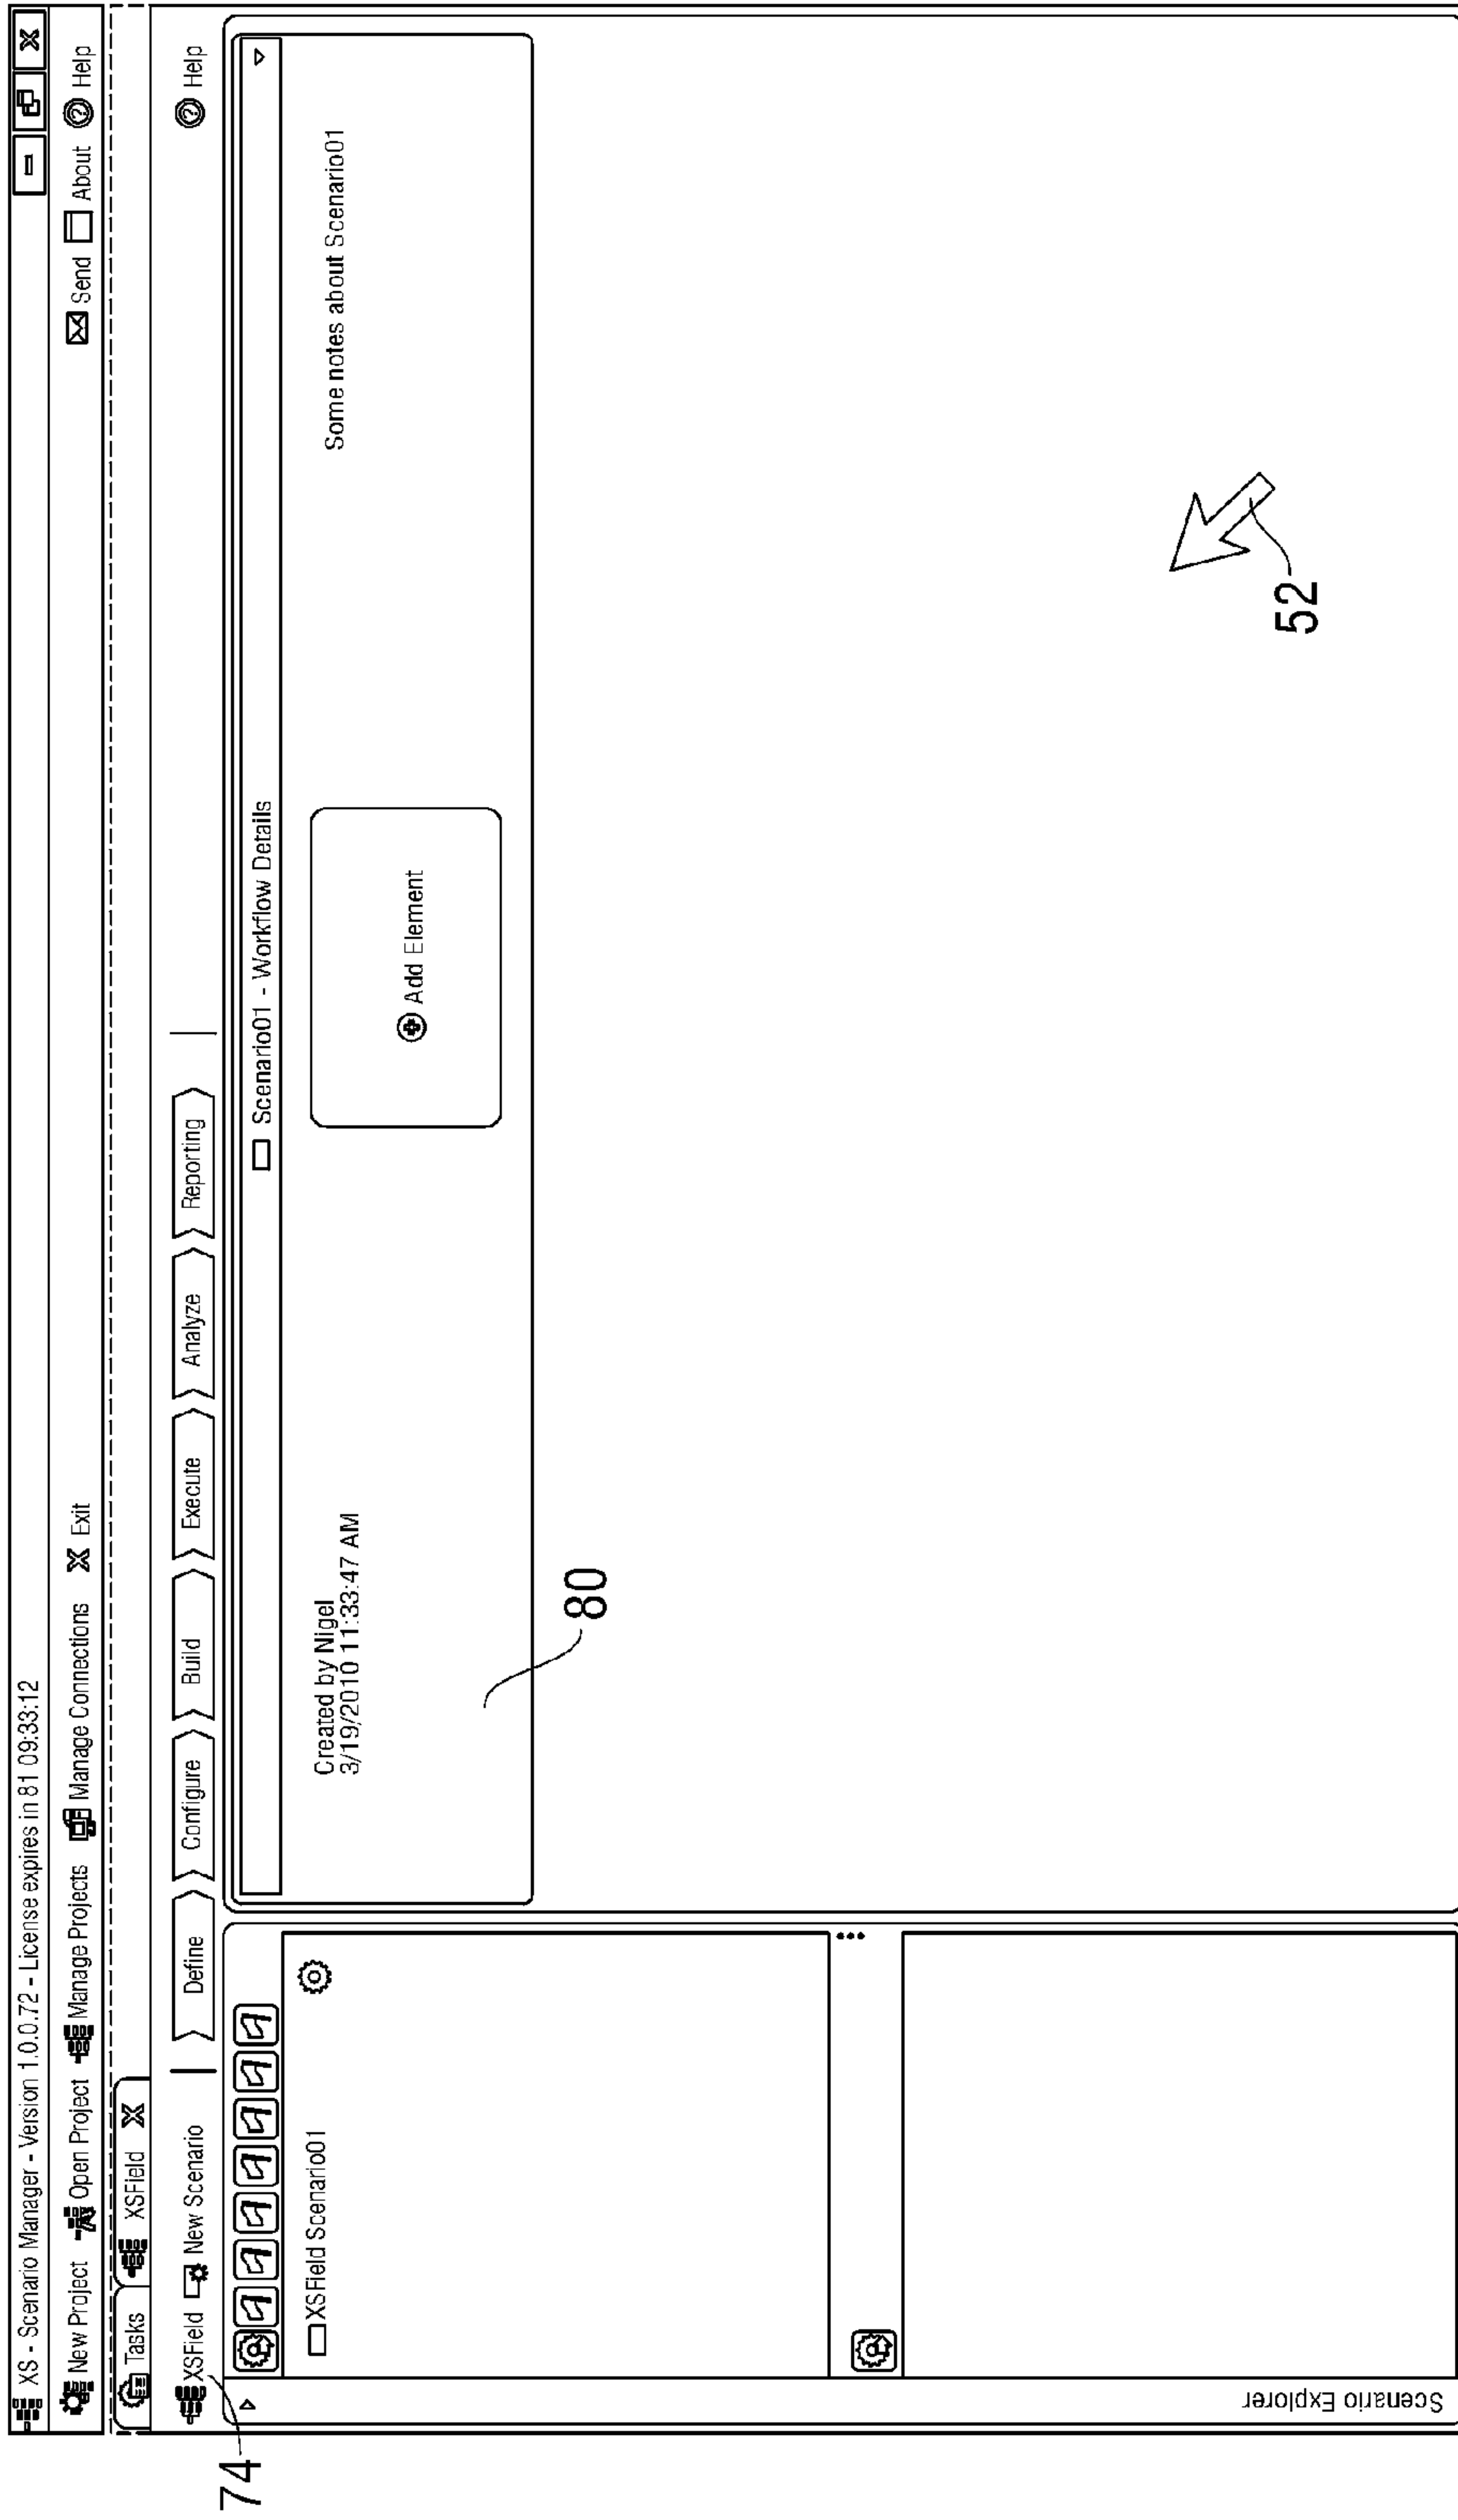 XS - Scenario Manager - Version 1.0.0.72 - License expires in 81 09:33:12
New Project Open Project Manage Projects Manage Connections X Exit Send About ? Help
Tasks XSField X
XSField New Scenario Define Configure Build Execute Analyze Reporting ? Help
74
Scenario01 - Workflow Details
XSField Scenario01
Created by Nigel
3/19/2010 11:33:47 AM
Some notes about Scenario01
Add Element
80
52
Scenario Explorer